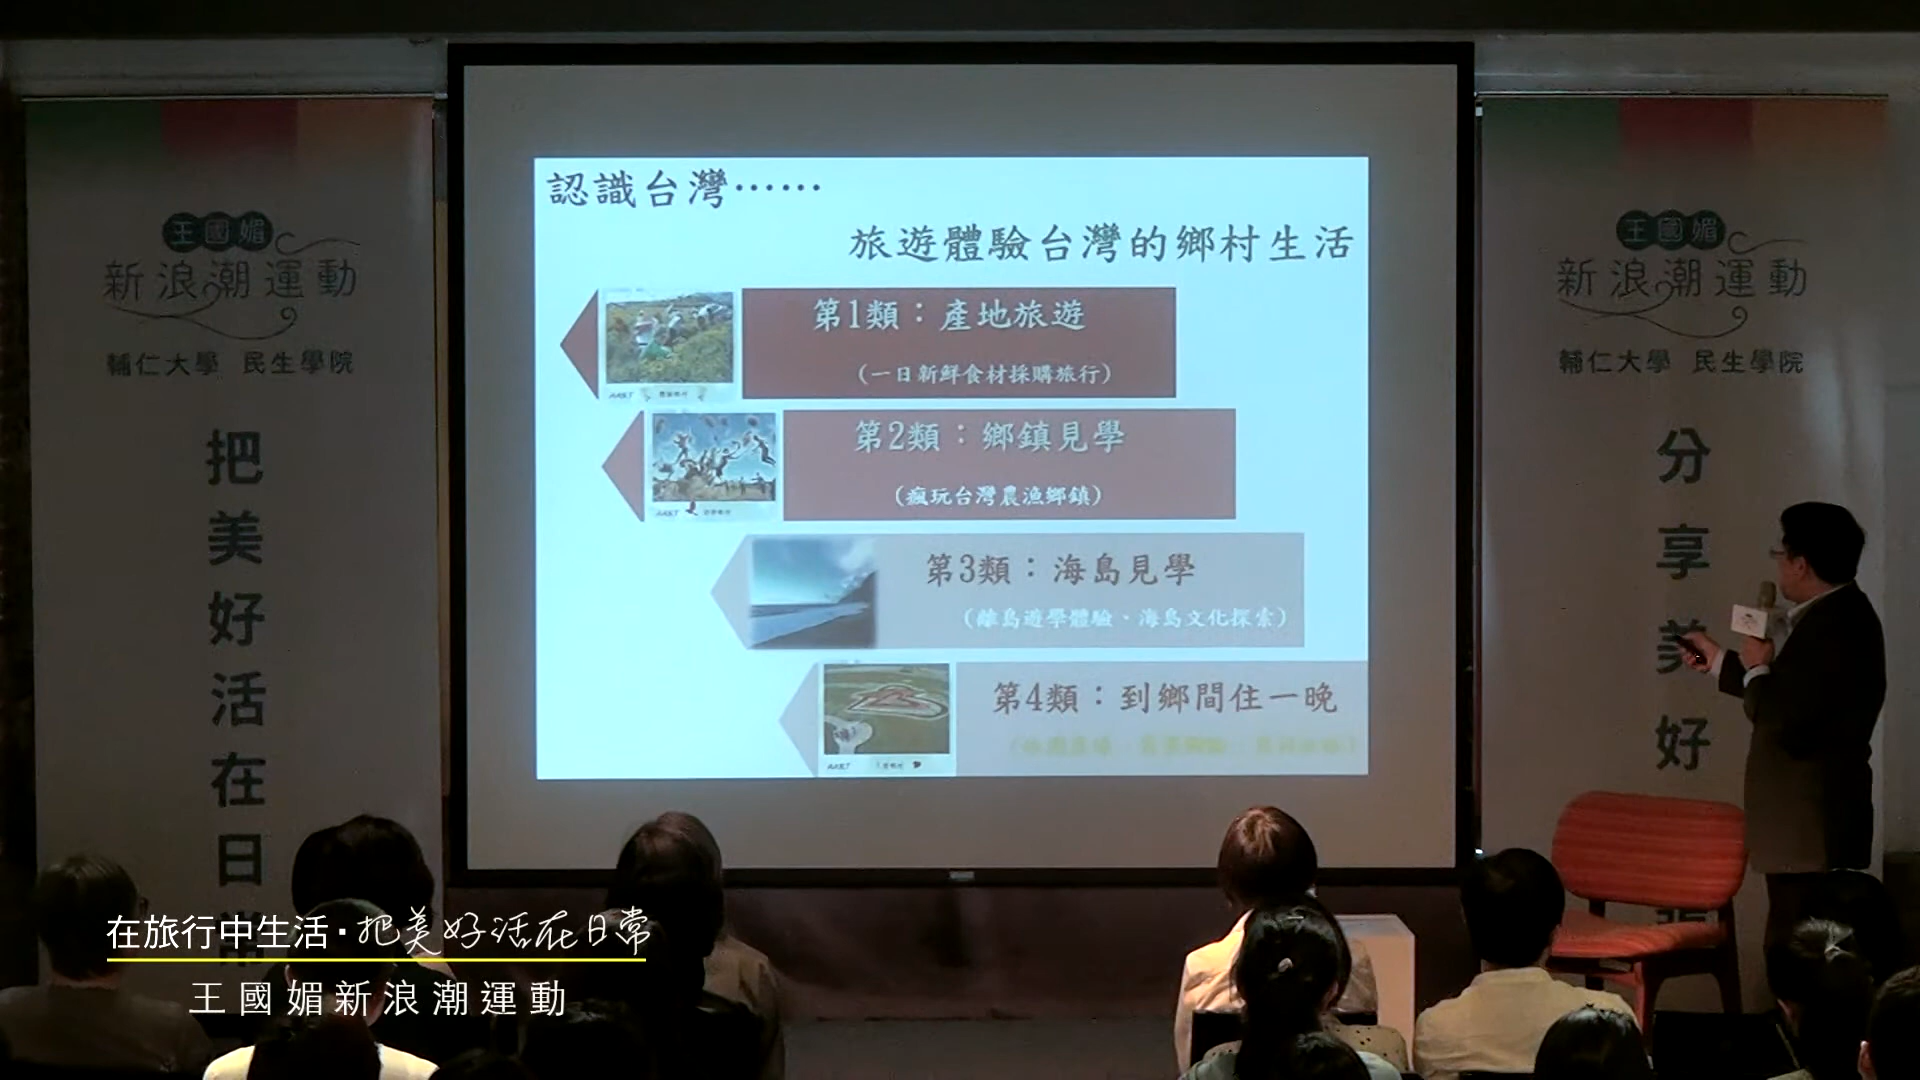 認識台灣⋯⋯
旅遊體驗台灣的鄉村生活
第1類：產地旅遊
(一日新鮮食材採購旅行)
第2類：鄉鎮見學
(瘋玩台灣農漁鄉鎮)
第3類：海島見學
(離島遊學體驗、海島文化探索)
第4類：到鄉間住一晚
王國媚
新浪潮運動
輔仁大學 民生學院
把美好活在日常
王國媚
新浪潮運動
輔仁大學 民生學院
分享美好
在旅行中生活·把美好活在日常
王國媚新浪潮運動